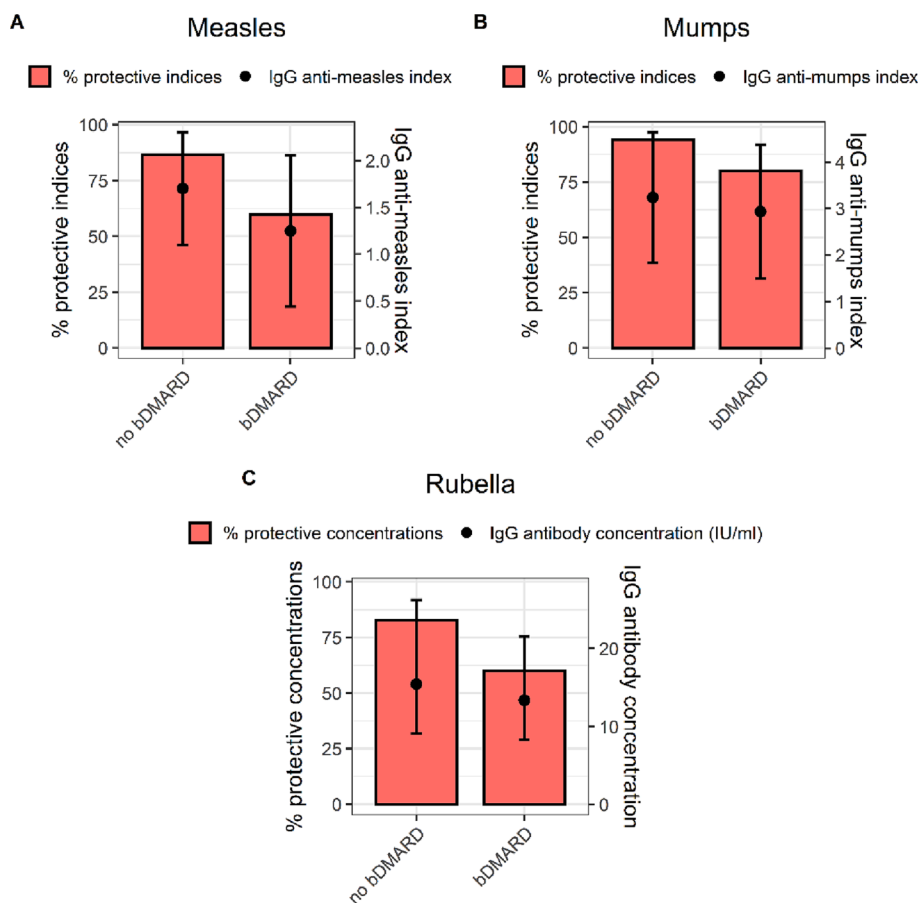 A
Measles
% protective indices
IgG anti-measles index
% protective indices
100
75
50
25
0
IgG anti-measles index
2.0
1.5
1.0
0.5
0.0
no bDMARD
bDMARD
B
Mumps
% protective indices
IgG anti-mumps index
% protective indices
100
75
50
25
0
IgG anti-mumps index
4
3
2
1
0
no bDMARD
bDMARD
C
Rubella
% protective concentrations
IgG antibody concentration (IU/ml)
% protective concentrations
100
75
50
25
0
IgG antibody concentration
20
10
0
no bDMARD
bDMARD